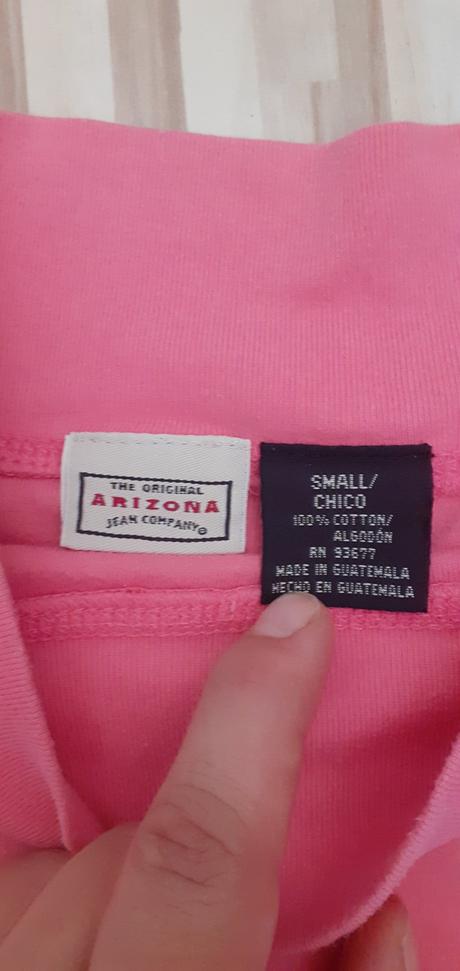 THE ORIGINAL
ARIZONA
JEAN COMPANY®
SMALL/
CHICO
100% COTTON/
ALGODÓN
RN 93677
MADE IN GUATEMALA
HECHO EN GUATEMALA